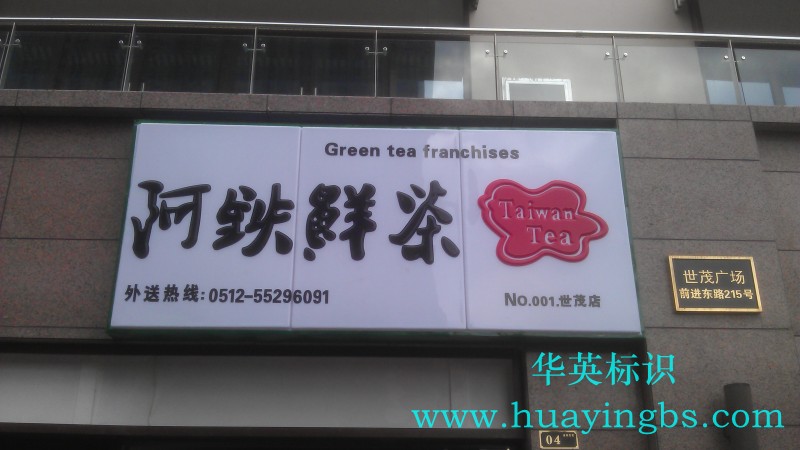 Green tea franchises
阿鉄鲜茶
Taiwan
Tea
外送热线:0512-55296091
No.001.世茂店
世茂广场
前进东路215号
华英标识
www.huayingbs.com
04